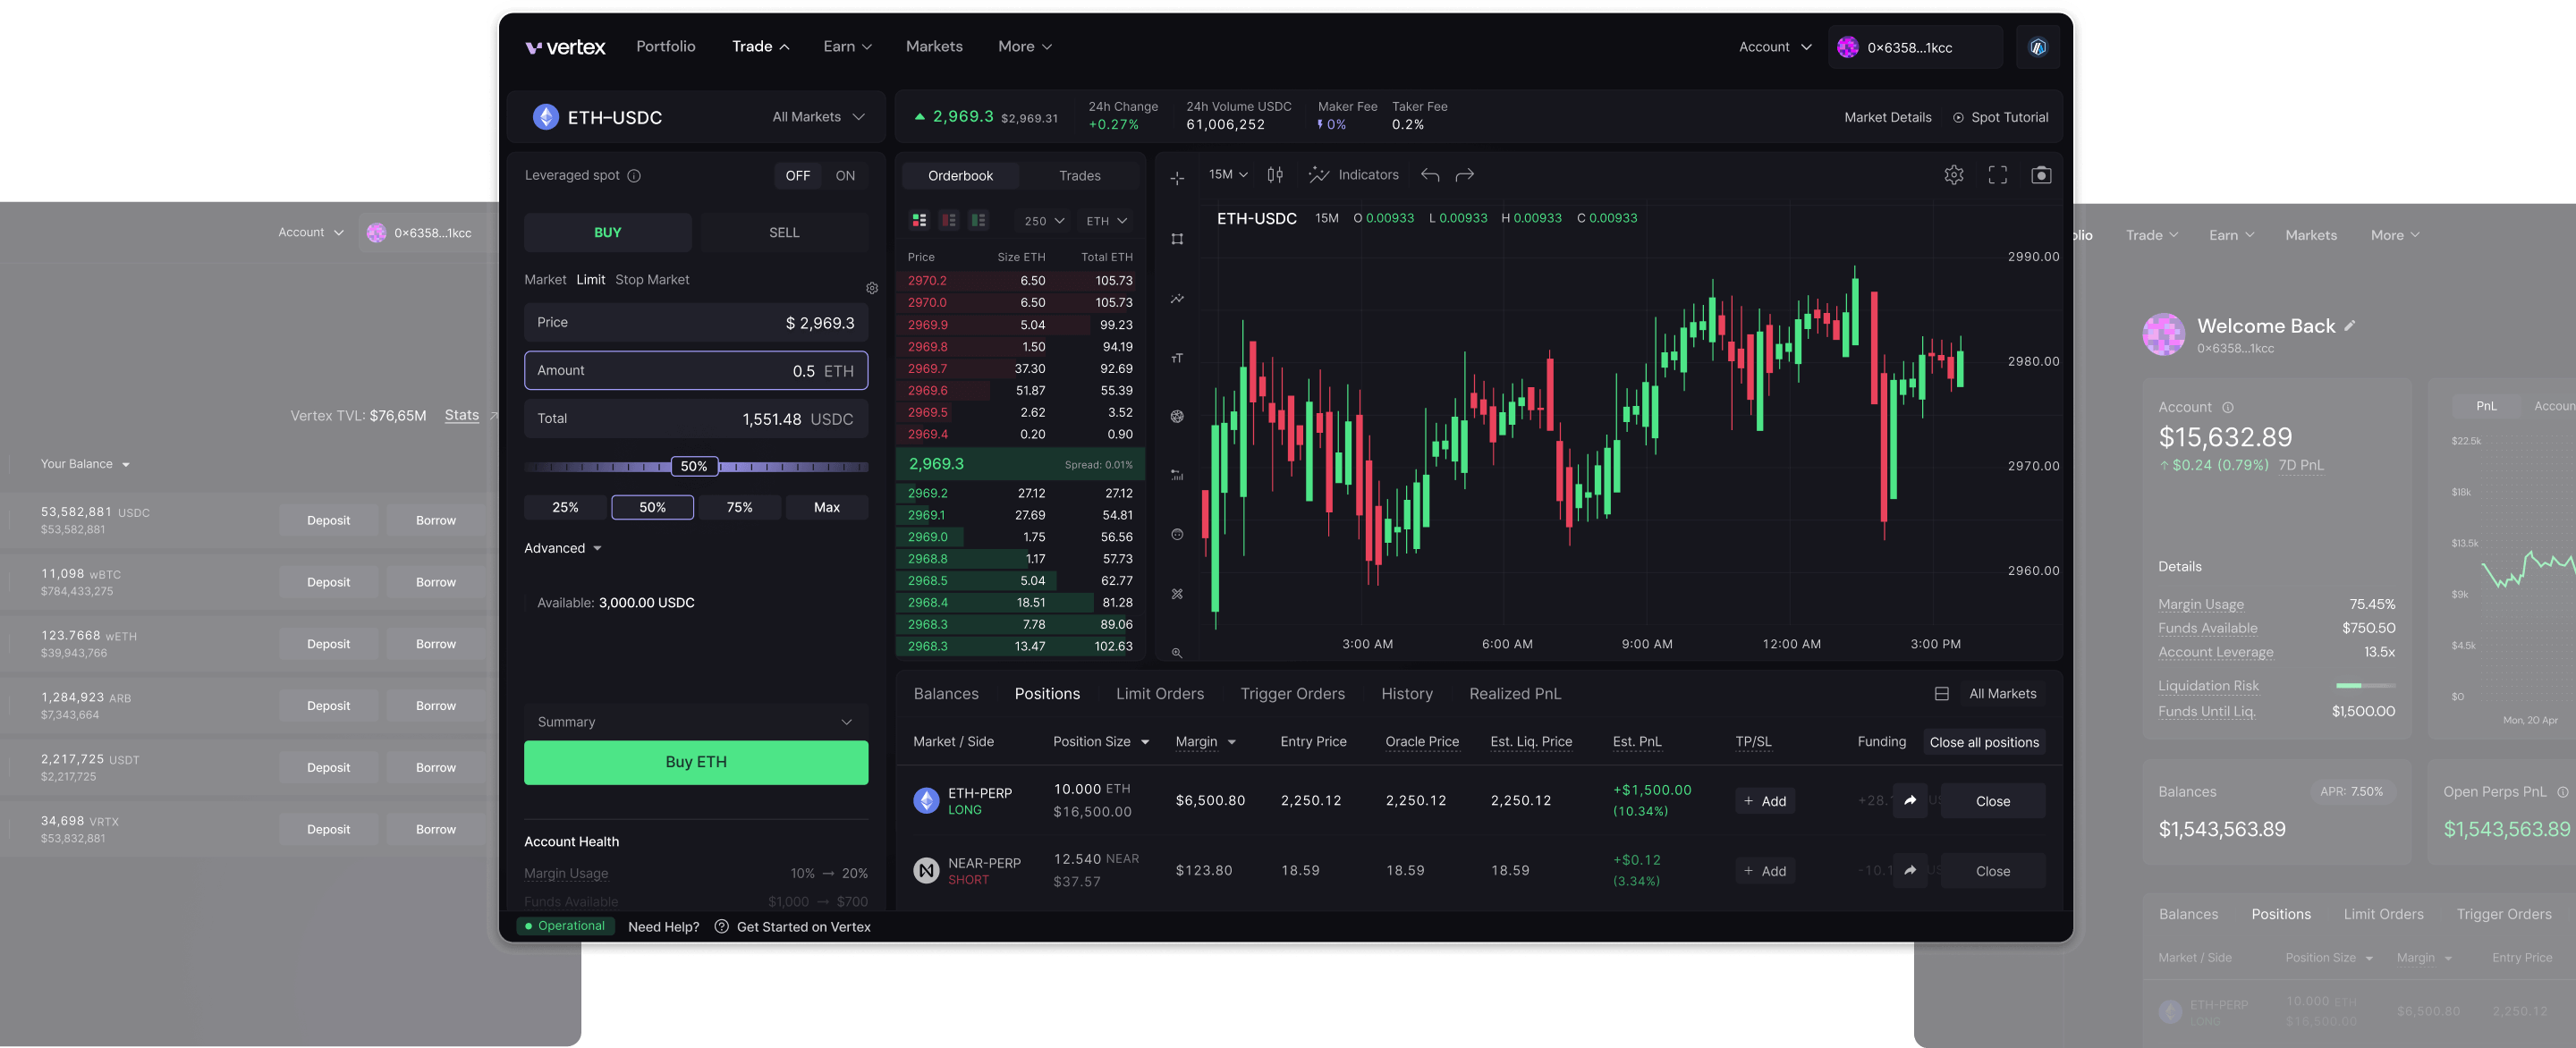 vertex Portfolio Trade Earn Markets More Account 0×6358...1kcc
ETH–USDC All Markets
2,969.3 $2,969.31
24h Change 24h Volume USDC Maker Fee Taker Fee
+0.27% 61,006,252 0% 0.2%
Market Details Spot Tutorial
Leveraged spot OFF ON
BUY SELL
Market Limit Stop Market
Price $ 2,969.3
Amount 0.5 ETH
Total 1,551.48 USDC
50%
25% 50% 75% Max
Advanced
Available: 3,000.00 USDC
Summary
Buy ETH
Account Health
Margin Usage 10% → 20%
Funds Available $1,000 → $700
Orderbook Trades
250 ETH
Price Size ETH Total ETH
2970.2 6.50 105.73
2970.0 6.50 105.73
2969.9 5.04 99.23
2969.8 1.50 94.19
2969.7 37.30 92.69
2969.6 51.87 55.39
2969.5 2.62 3.52
2969.4 0.20 0.90
2,969.3 Spread: 0.01%
2969.2 27.12 27.12
2969.1 27.69 54.81
2969.0 1.75 56.56
2968.8 1.17 57.73
2968.5 5.04 62.77
2968.4 18.51 81.28
2968.3 7.78 89.06
2968.3 13.47 102.63
15M Indicators
ETH-USDC 15M O 0.00933 L 0.00933 H 0.00933 C 0.00933
2990.00
2980.00
2970.00
2960.00
3:00 AM 6:00 AM 9:00 AM 12:00 AM 3:00 PM
Balances Positions Limit Orders Trigger Orders History Realized PnL All Markets
Market / Side Position Size Margin Entry Price Oracle Price Est. Liq. Price Est. PnL TP/SL Funding Close all positions
ETH-PERP 10.000 ETH $6,500.80 2,250.12 2,250.12 2,250.12 +$1,500.00 + Add Close
LONG $16,500.00 (10.34%)
NEAR-PERP 12.540 NEAR $123.80 18.59 18.59 18.59 +$0.12 + Add Close
SHORT $37.57 (3.34%)
Operational Need Help? Get Started on Vertex
Account 0×6358...1kcc
Vertex TVL: $76,65M Stats
Your Balance
53,582,881 USDC Deposit Borrow
$53,582,881
11,098 wBTC Deposit Borrow
$784,433,275
123.7668 wETH Deposit Borrow
$39,943,766
1,284,923 ARB Deposit Borrow
$7,343,664
2,217,725 USDT Deposit Borrow
$2,217,725
34,698 VRTX Deposit Borrow
$53,832,881
Trade Earn Markets More
Welcome Back
0×6358...1kcc
Account
$15,632.89
$0.24 (0.79%) 7D PnL
Details
Margin Usage 75.45%
Funds Available $750.50
Account Leverage 13.5x
Liquidation Risk
Funds Until Liq. $1,500.00
PnL Accoun
$22.5k
$18k
$13.5k
$9k
$4.5k
$0
Mon, 20 Apr
Balances APR: 7.50%
$1,543,563.89
Open Perps PnL
$1,543,563.89
Balances Positions Limit Orders Trigger Orders
Market / Side Position Size Margin Entry Price
ETH-PERP 10.000 ETH $6,500.80 2,250.12
LONG $16,500.00